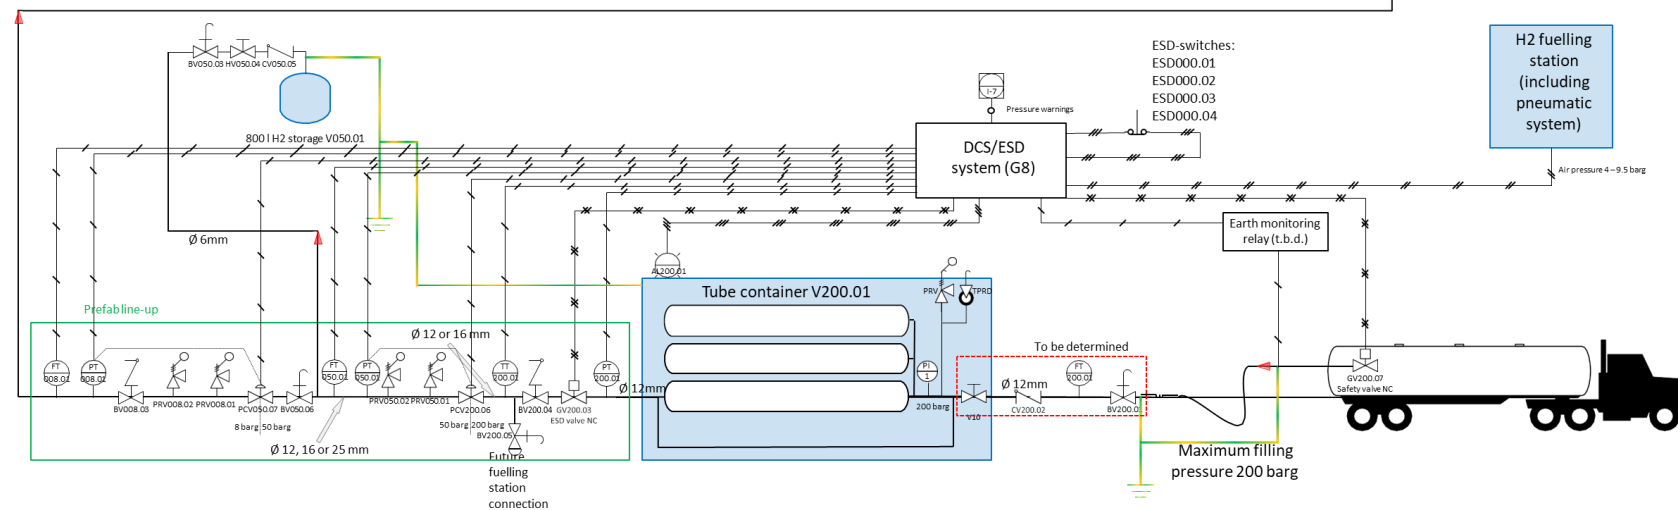 ESD-switches:
ESD000.01
ESD000.02
ESD000.03
ESD000.04
H2 fuelling
station
(including
pneumatic
system)
BV050.03
HV050.04
CV050.05
I-7
Pressure warnings
800 l H2 storage V050.01
DCS/ESD
system (G8)
Air pressure 4 – 9.5 barg
Ø 6mm
Earth monitoring
relay (t.b.d.)
AL200.01
Tube container V200.01
PRV
TPRD
Prefab line-up
Ø 12 or 16 mm
To be determined
FT
008.01
PT
008.01
FT
050.01
PT
050.01
TT
200.01
PT
200.01
PI
1
FT
200.01
Ø 12mm
Ø 12mm
GV200.07
Safety valve NC
BV008.03
PRV008.02
PRV008.01
PCV050.07
BV050.06
PRV050.02
PRV050.01
PCV200.06
BV200.04
GV200.03
ESD valve NC
200 barg
V10
CV200.02
BV200.01
8 barg
50 barg
50 barg
200 barg
BV200.05
Ø 12, 16 or 25 mm
Future
fuelling
station
connection
Maximum filling
pressure 200 barg